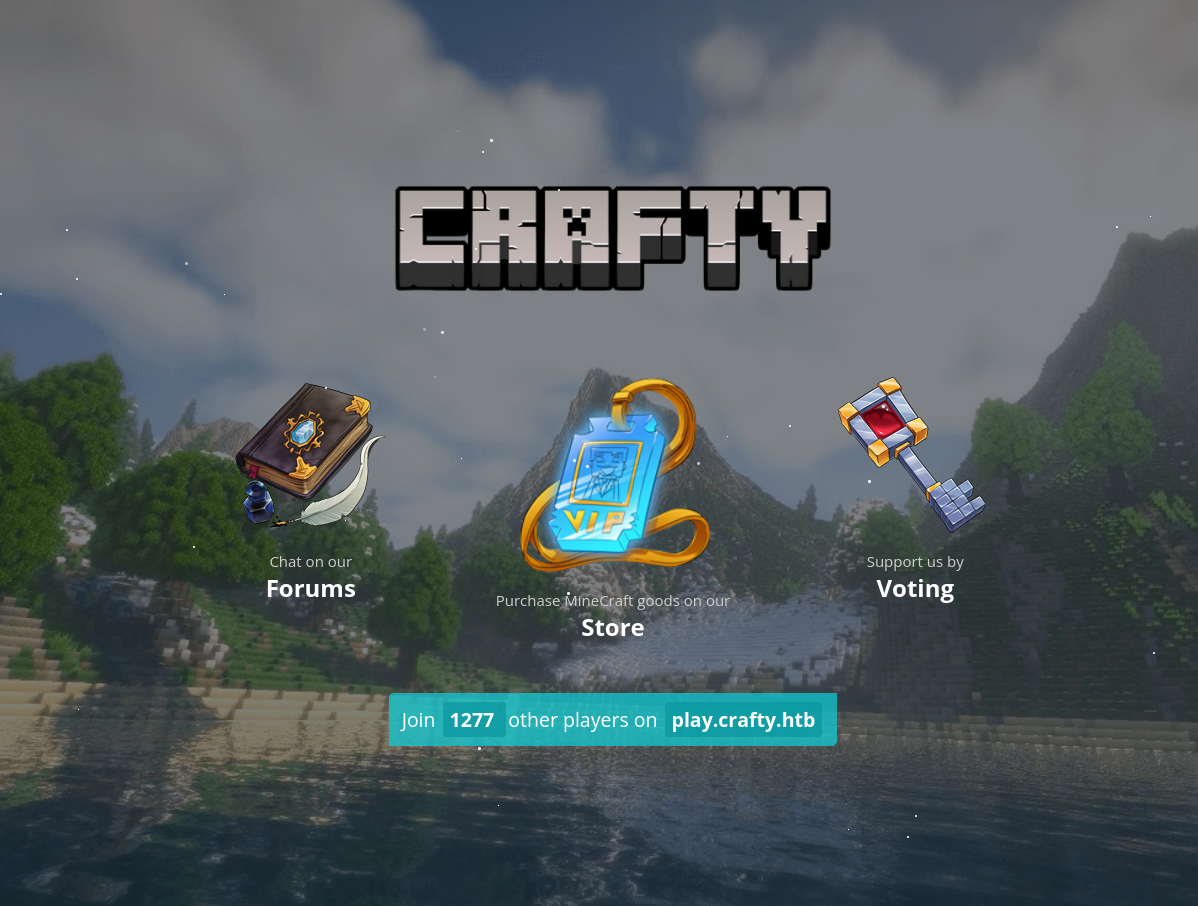 CRAFTY
VIP
Chat on our
Forums
Purchase MineCraft goods on our
Store
Support us by
Voting
Join 1277 other players on play.crafty.htb